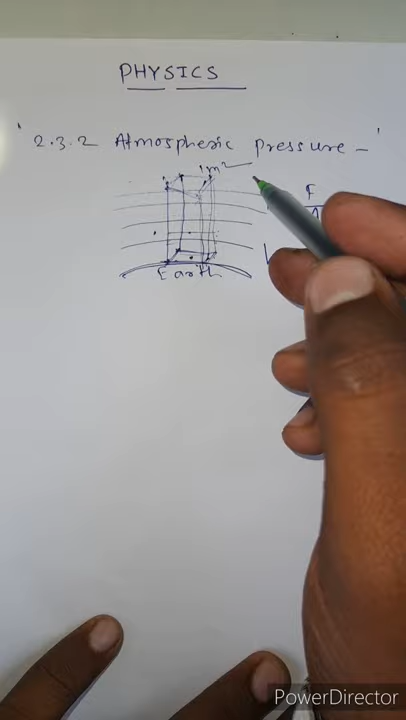 PHYSICS
' 2.3.2 Atmospheric pressure - '
1m²
F
A
Earth
PowerDirector